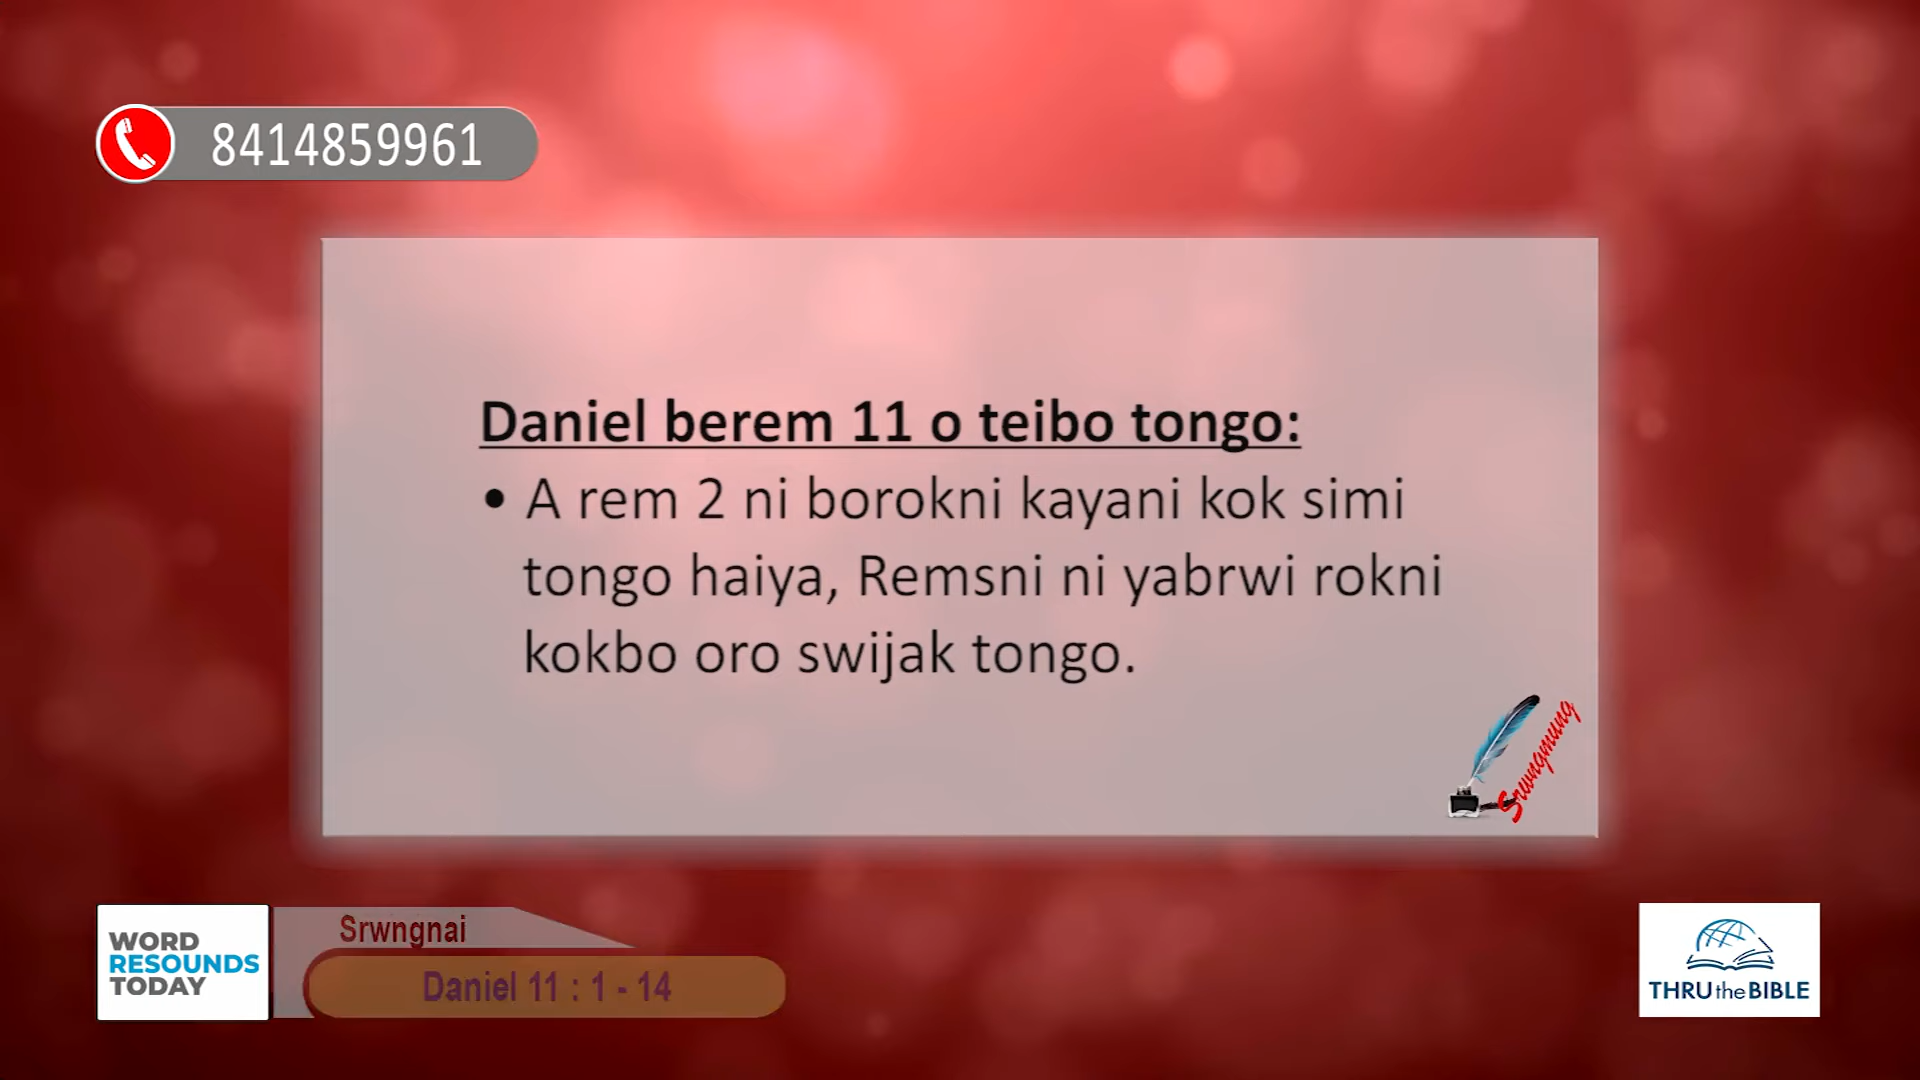 8414859961
Daniel berem 11 o teibo tongo:
• A rem 2 ni borokni kayani kok simi
tongo haiya, Remsni ni yabrwi rokni
kokbo oro swijak tongo.
Srwngmung
WORD
RESOUNDS
TODAY
Srwngnai
Daniel 11 : 1 - 14
THRU the BIBLE